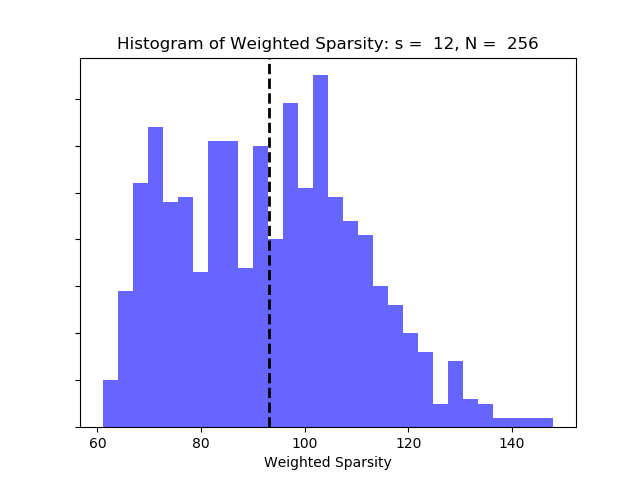 Histogram of Weighted Sparsity: s =  12, N =  256
60 80 100 120 140
Weighted Sparsity